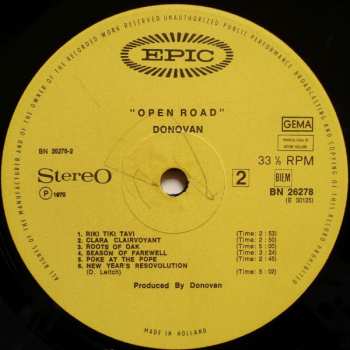 ALL RIGHTS OF THE MANUFACTURER AND OF THE OWNER OF THE RECORDED WORK RESERVED UNAUTHORIZED PUBLIC PERFORMANCE BROADCASTING AND COPYING OF THIS RECORD PROHIBITED
EPIC
"OPEN ROAD"
DONOVAN
BN 26278-2
GEMA
Stereo
33 ⅓ RPM
℗ 1970
2
BIEM
BN 26278
(E 30125)
1. RIKI TIKI TAVI (Time: 2:53)
2. CLARA CLAIRVOYANT (Time: 2:50)
3. ROOTS OF OAK (Time: 5:00)
4. SEASON OF FAREWELL (Time: 3:24)
5. POKE AT THE POPE (Time: 2:45)
6. NEW YEAR'S RESOVOLUTION (Time: 5:02)
(D. Leitch)
Produced By Donovan
MADE IN HOLLAND